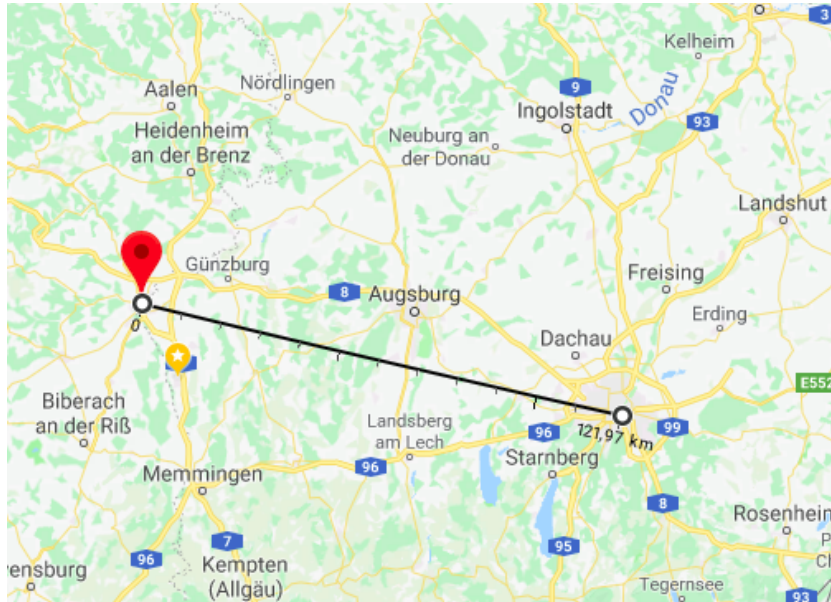 3
Kelheim
Aalen
Nördlingen
9
Ingolstadt
Donau
93
Heidenheim
an der Brenz
Neuburg an
der Donau
Landshut
Günzburg
Freising
8
Augsburg
Erding
0
Dachau
E552
Biberach
an der Riß
Landsberg
am Lech
96
121,97 km
99
96
Starnberg
Memmingen
8
Rosenheim
7
95
96
Kempten
(Allgäu)
vensburg
Tegernsee
93